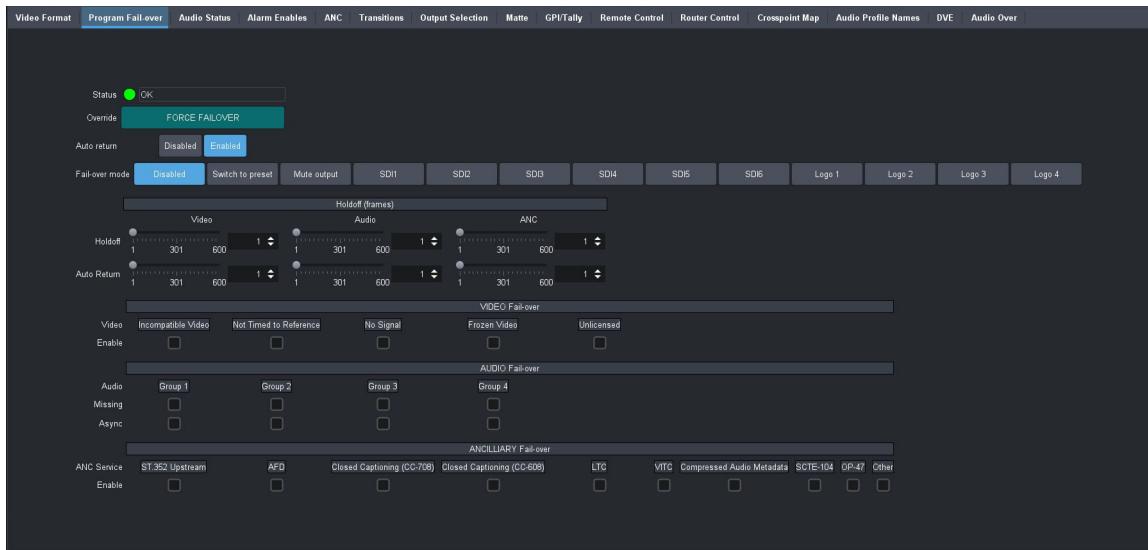 Video Format Program Fail-over Audio Status Alarm Enables ANC Transitions Output Selection Matte GPI/Tally Remote Control Router Control Crosspoint Map Audio Profile Names DVE Audio Over
Status OK
Override FORCE FAILOVER
Auto return Disabled Enabled
Fail-over mode Disabled Switch to preset Mute output SDI1 SDI2 SDI3 SDI4 SDI5 SDI6 Logo 1 Logo 2 Logo 3 Logo 4
Holdoff (frames)
Video Audio ANC
Holdoff 1 1 1
1 301 600 1 301 600 1 301 600
Auto Return 1 1 1
1 301 600 1 301 600 1 301 600
VIDEO Fail-over
Video Incompatible Video Not Timed to Reference No Signal Frozen Video Unlicensed
Enable
AUDIO Fail-over
Audio Group 1 Group 2 Group 3 Group 4
Missing
Async
ANCILLIARY Fail-over
ANC Service ST.352 Upstream AFD Closed Captioning (CC-708) Closed Captioning (CC-608) LTC VITC Compressed Audio Metadata SCTE-104 OP-47 Other
Enable